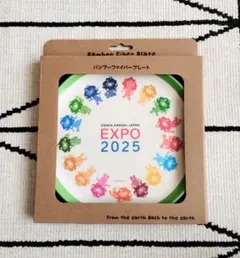 Bamboo Fiber Plate
バンブーファイバープレート
OSAKA, KANSAI, JAPAN
EXPO
2025
from the earth Back to the earth